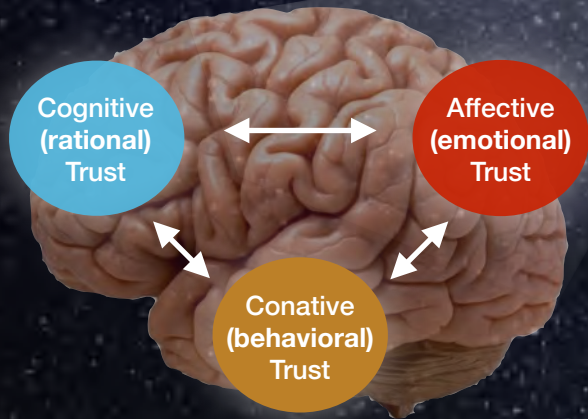 Cognitive
(rational)
Trust
Affective
(emotional)
Trust
Conative
(behavioral)
Trust